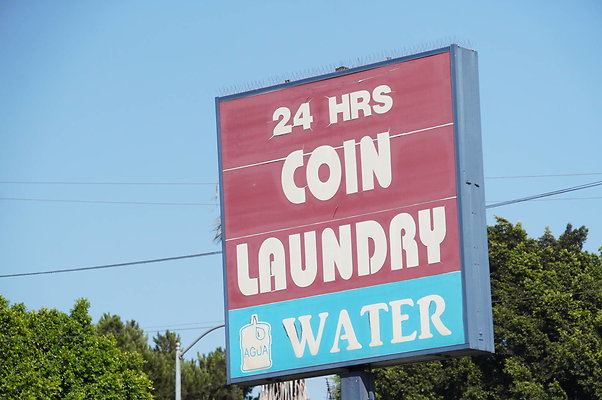 24 HRS
COIN
LAUNDRY
AGUA
WATER